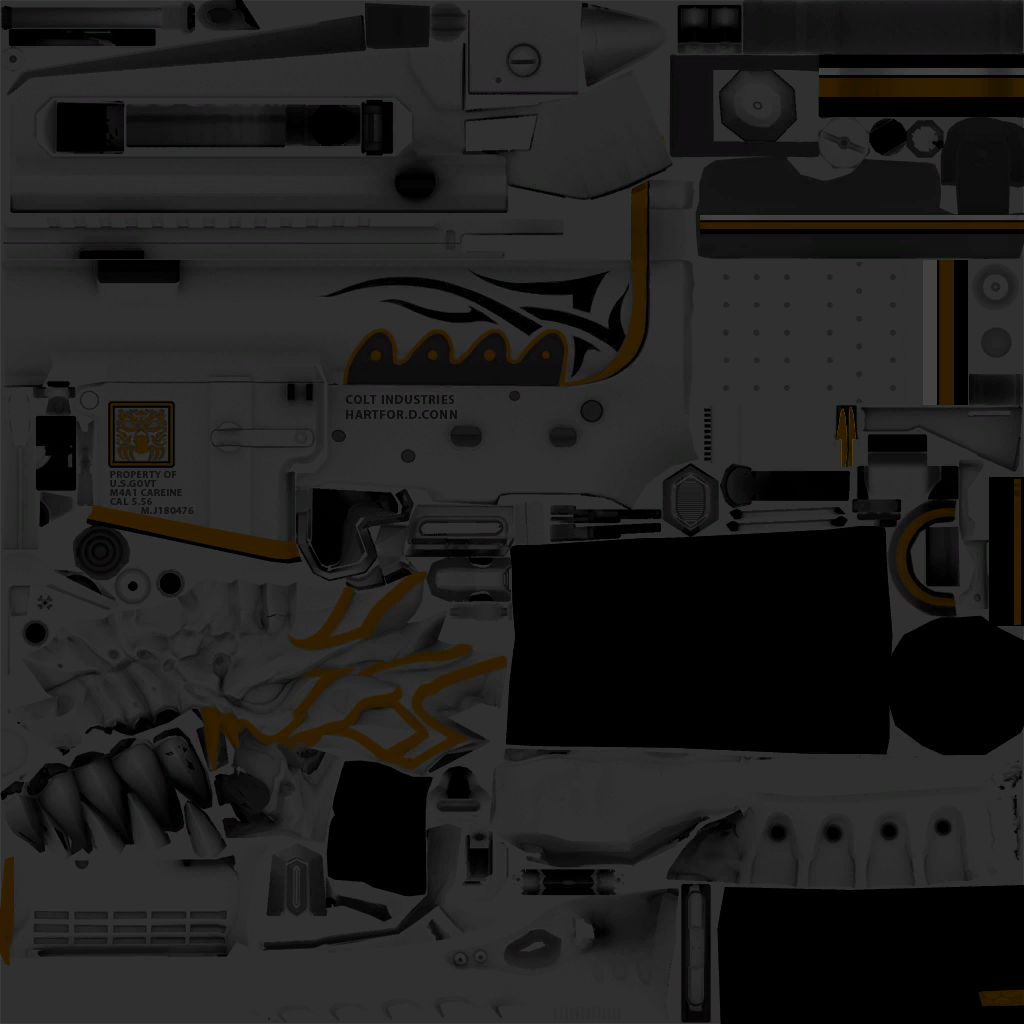 COLT INDUSTRIES
HARTFOR.D.CONN
PROPERTY OF
U.S.GOVT
M4A1 CAREINE
CAL 5.56
M.J180476